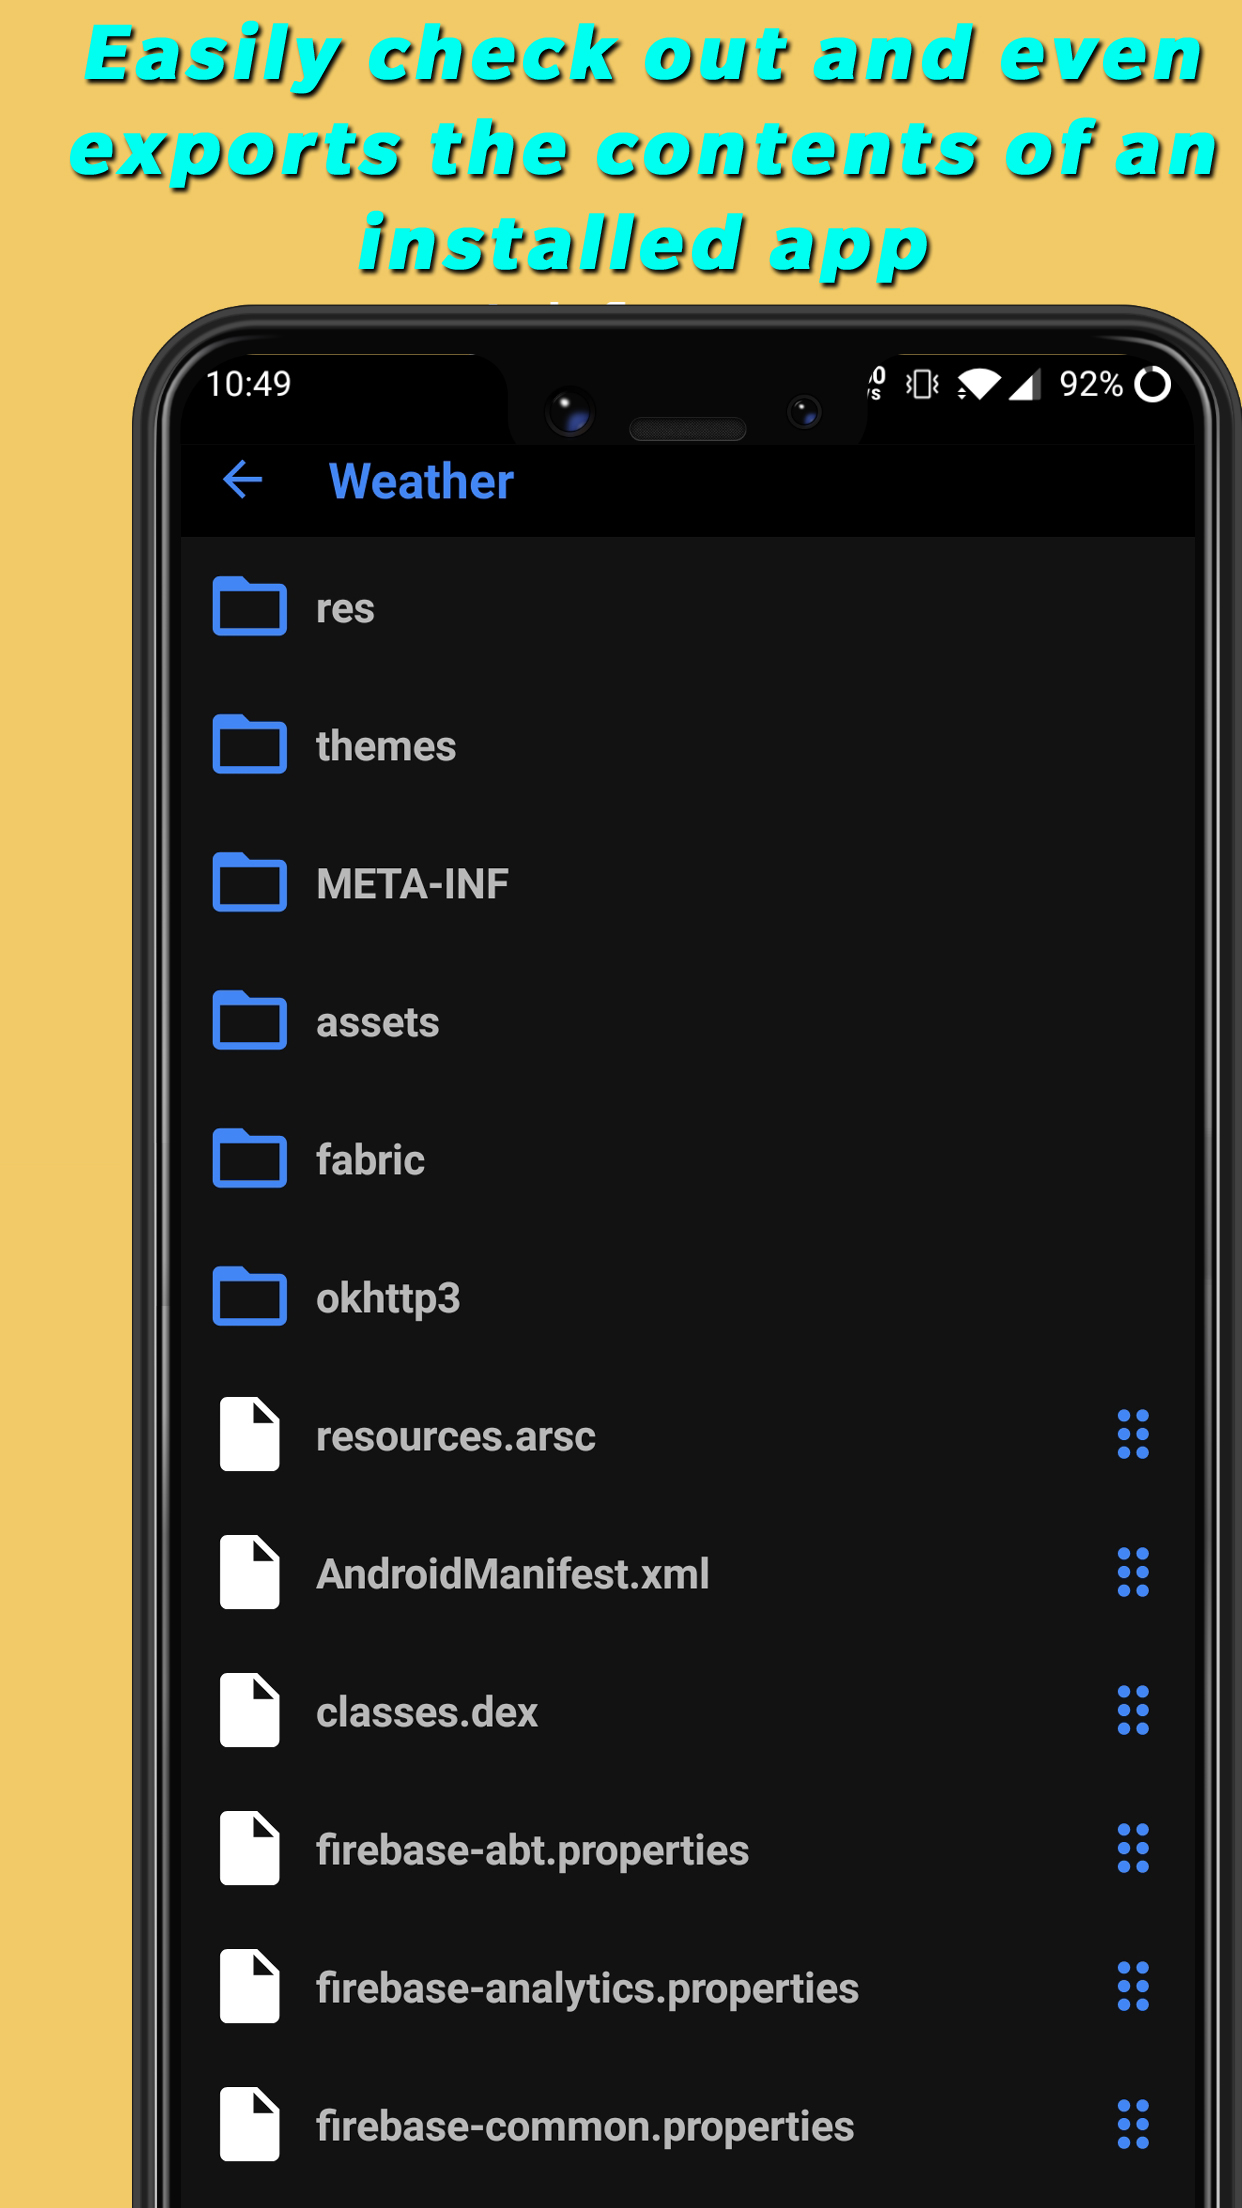 Easily check out and even
exports the contents of an
installed app
10:49
92%
Weather
res
themes
META-INF
assets
fabric
okhttp3
resources.arsc
AndroidManifest.xml
classes.dex
firebase-abt.properties
firebase-analytics.properties
firebase-common.properties